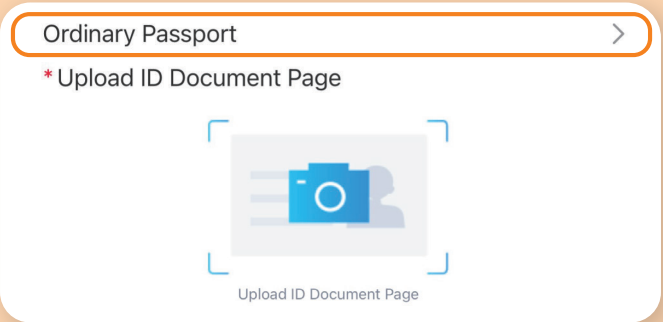 Ordinary Passport
* Upload ID Document Page
Upload ID Document Page